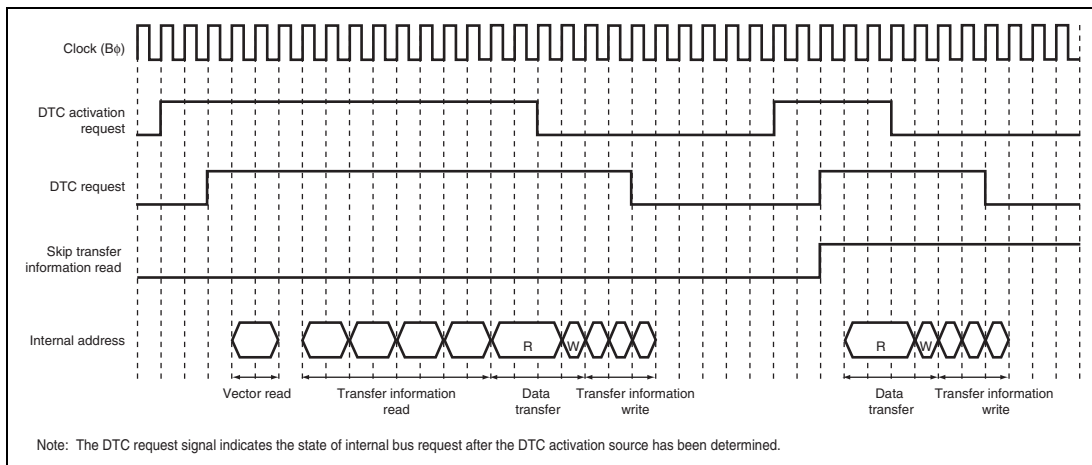 Clock (Bφ)
DTC activation
request
DTC request
Skip transfer
information read
Internal address
R
W
R
W
Vector read
Transfer information
read
Data
transfer
Transfer information
write
Data
transfer
Transfer information
write
Note: The DTC request signal indicates the state of internal bus request after the DTC activation source has been determined.